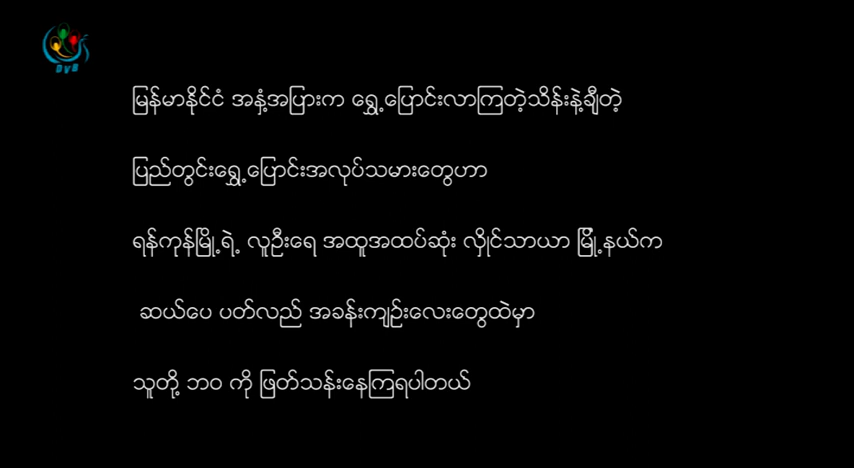 DVB
မြန်မာနိုင်ငံ အနှံ့အပြားက ရွှေ့ပြောင်းလာကြတဲ့သိန်းနဲ့ချီတဲ့
ပြည်တွင်းရွှေ့ပြောင်းအလုပ်သမားတွေဟာ
ရန်ကုန်မြို့ရဲ့ လူဦးရေ အထူအထပ်ဆုံး လှိုင်သာယာ မြို့နယ်က
ဆယ်ပေ ပတ်လည် အခန်းကျဉ်းလေးတွေထဲမှာ
သူတို့ ဘဝ ကို ဖြတ်သန်းနေကြရပါတယ်